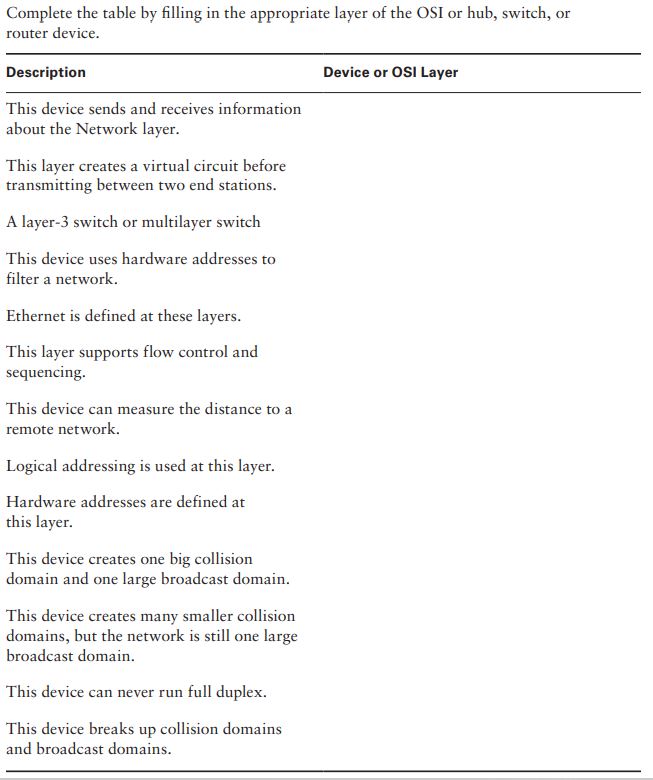 Complete the table by filling in the appropriate layer of the OSI or hub, switch, or
router device.
Description Device or OSI Layer
This device sends and receives information
about the Network layer.
This layer creates a virtual circuit before
transmitting between two end stations.
A layer-3 switch or multilayer switch
This device uses hardware addresses to
filter a network.
Ethernet is defined at these layers.
This layer supports flow control and
sequencing.
This device can measure the distance to a
remote network.
Logical addressing is used at this layer.
Hardware addresses are defined at
this layer.
This device creates one big collision
domain and one large broadcast domain.
This device creates many smaller collision
domains, but the network is still one large
broadcast domain.
This device can never run full duplex.
This device breaks up collision domains
and broadcast domains.